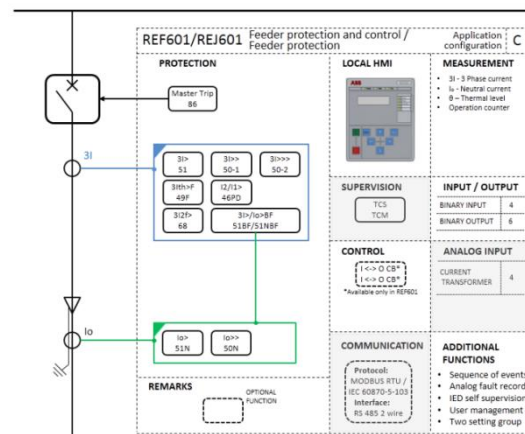 REF601/REJ601
Feeder protection and control /
Feeder protection
Application
configuration
C
PROTECTION
Master Trip
86
3I
3I>
51
3I>>
50-1
3I>>>
50-2
3Ith>F
49F
I2/I1>
46PD
3I2f>
68
3I>/Io>BF
51BF/51NBF
Io
Io>
51N
Io>>
50N
REMARKS
OPTIONAL
FUNCTION
LOCAL HMI
ABB
MEASUREMENT
• 3I - 3 Phase current
• Io - Neutral current
• θ – Thermal level
• Operation counter
SUPERVISION
TCS
TCM
INPUT / OUTPUT
BINARY INPUT 4
BINARY OUTPUT 6
CONTROL
I <-> O CB*
I <-> O CB*
*Available only in REF601
ANALOG INPUT
CURRENT
TRANSFORMER
4
COMMUNICATION
Protocol:
MODBUS RTU /
IEC 60870-5-103
Interface:
RS 485 2 wire
ADDITIONAL
FUNCTIONS
• Sequence of events
• Analog fault record
• IED self supervision
• User management
• Two setting group